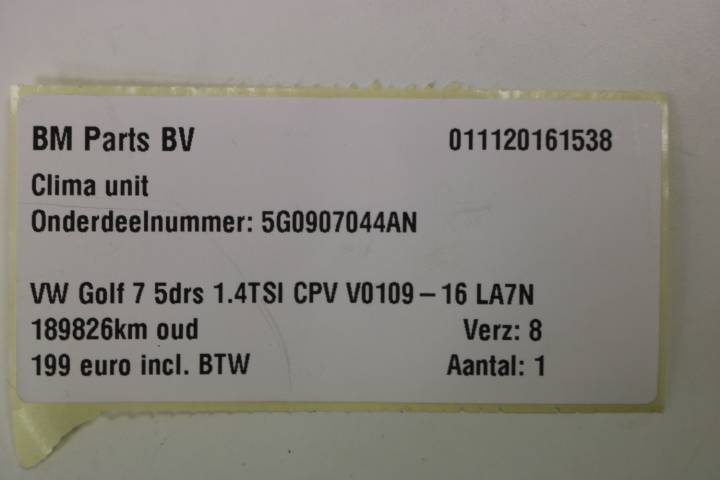 BM Parts BV 011120161538
Clima unit
Onderdeelnummer: 5G0907044AN
VW Golf 7 5drs 1.4TSI CPV V0109 – 16 LA7N
189826km oud Verz: 8
199 euro incl. BTW Aantal: 1